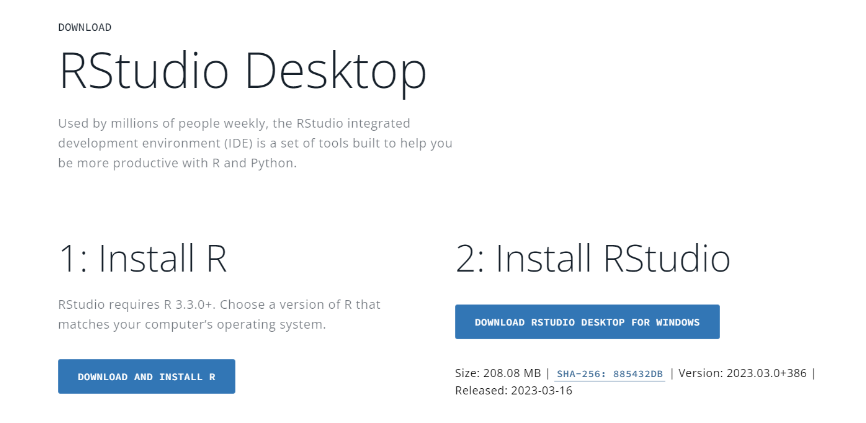 DOWNLOAD
RStudio Desktop
Used by millions of people weekly, the RStudio integrated
development environment (IDE) is a set of tools built to help you
be more productive with R and Python.
1: Install R
RStudio requires R 3.3.0+. Choose a version of R that
matches your computer's operating system.
DOWNLOAD AND INSTALL R
2: Install RStudio
DOWNLOAD RSTUDIO DESKTOP FOR WINDOWS
Size: 208.08 MB | SHA-256: 885432DB | Version: 2023.03.0+386 |
Released: 2023-03-16